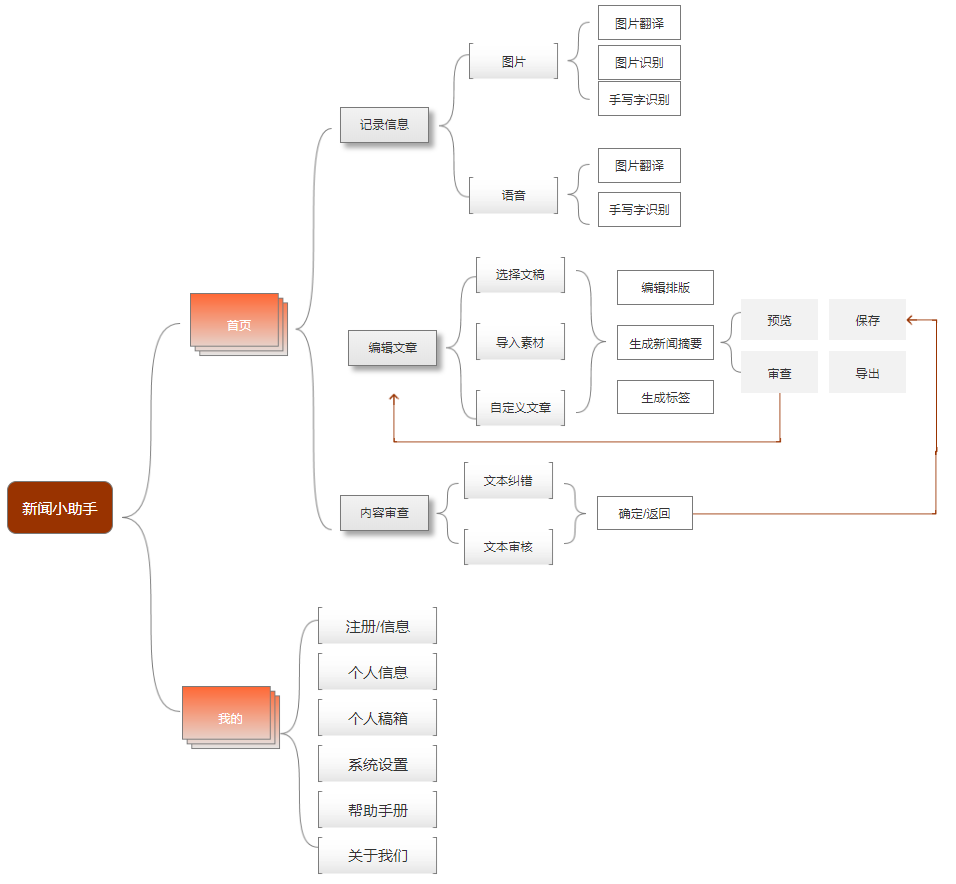 新闻小助手
首页
记录信息
图片
图片翻译
图片识别
手写字识别
语音
图片翻译
手写字识别
编辑文章
选择文稿
导入素材
自定义文章
编辑排版
生成新闻摘要
生成标签
预览
保存
审查
导出
内容审查
文本纠错
文本审核
确定/返回
我的
注册/信息
个人信息
个人稿箱
系统设置
帮助手册
关于我们